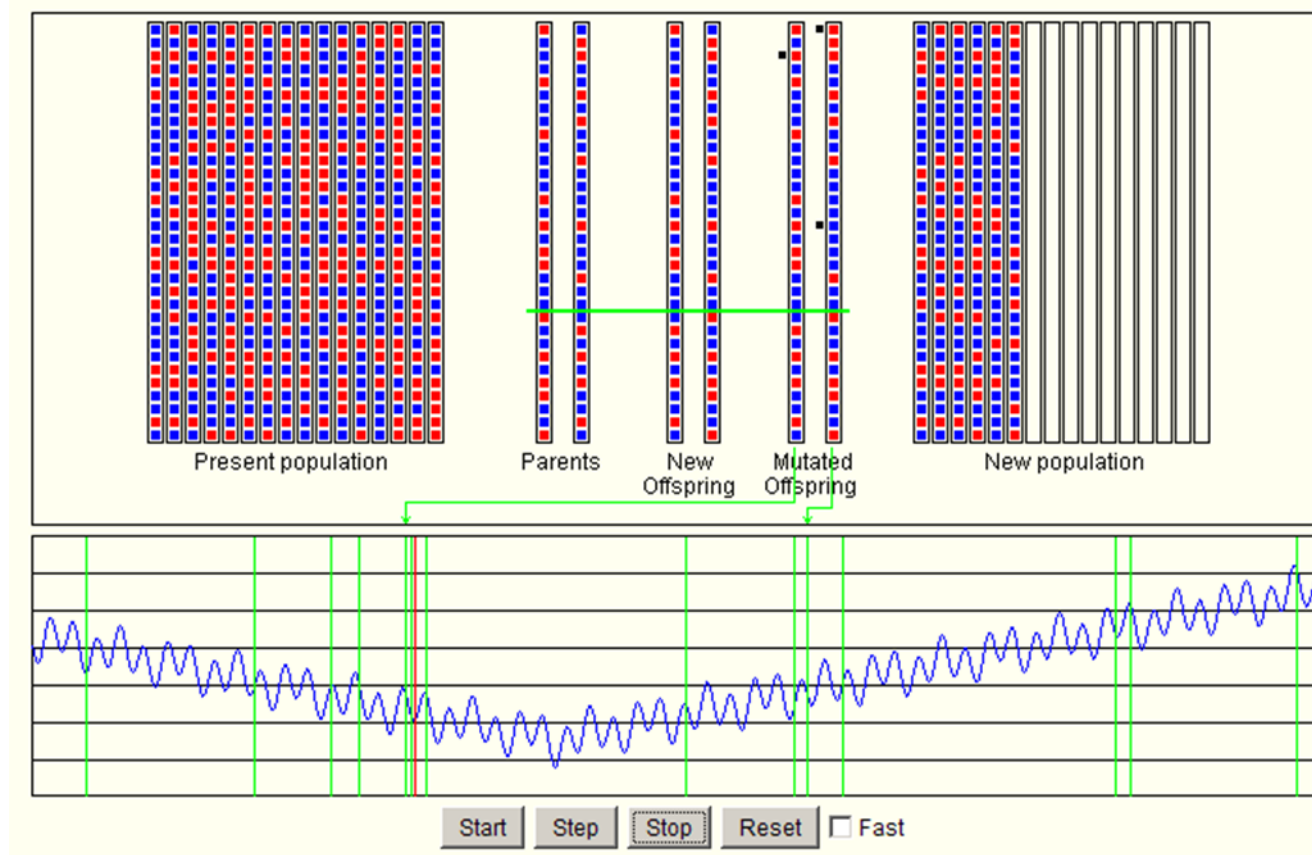 Present population
Parents
New
Offspring
Mutated
Offspring
New population
Start
Step
Stop
Reset
Fast